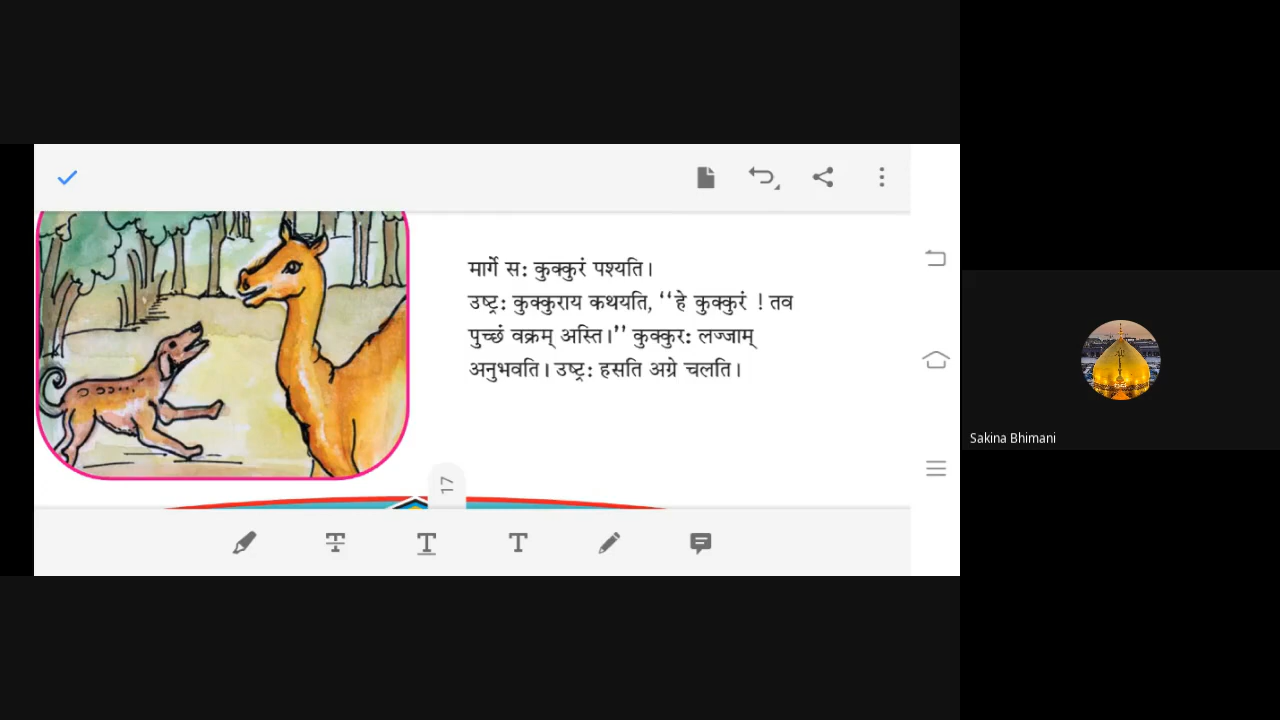 मार्गे स: कुक्कुरं पश्यति।
उष्ट्र: कुक्कुराय कथयति, ‘‘हे कुक्कुरं ! तव
पुच्छं वक्रम् अस्ति।’’ कुक्कुर: लज्जाम्
अनुभवति। उष्ट्र: हसति अग्रे चलति।
17
Sakina Bhimani